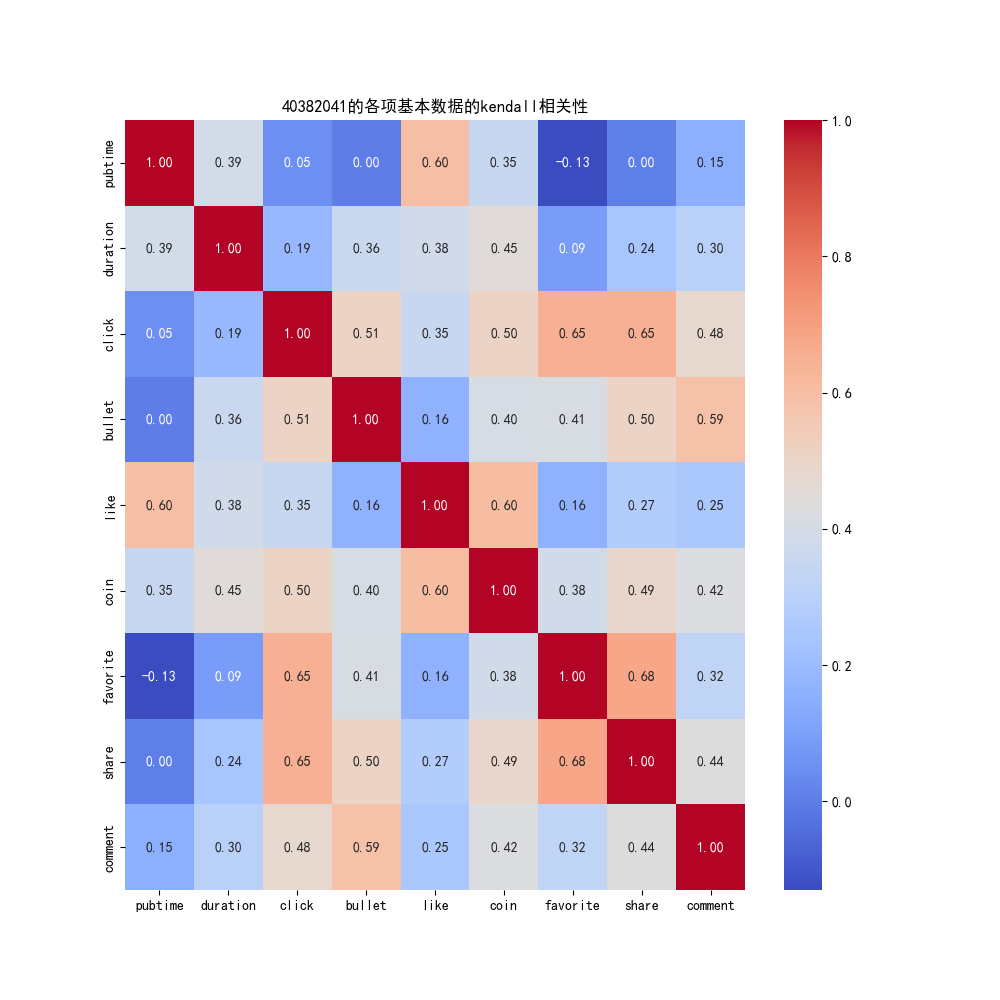 40382041的各项基本数据的kendall相关性
pubtime 1.00 0.39 0.05 0.00 0.60 0.35 -0.13 0.00 0.15
duration 0.39 1.00 0.19 0.36 0.38 0.45 0.09 0.24 0.30
click 0.05 0.19 1.00 0.51 0.35 0.50 0.65 0.65 0.48
bullet 0.00 0.36 0.51 1.00 0.16 0.40 0.41 0.50 0.59
like 0.60 0.38 0.35 0.16 1.00 0.60 0.16 0.27 0.25
coin 0.35 0.45 0.50 0.40 0.60 1.00 0.38 0.49 0.42
favorite -0.13 0.09 0.65 0.41 0.16 0.38 1.00 0.68 0.32
share 0.00 0.24 0.65 0.50 0.27 0.49 0.68 1.00 0.44
comment 0.15 0.30 0.48 0.59 0.25 0.42 0.32 0.44 1.00
pubtime duration click bullet like coin favorite share comment
1.0
0.8
0.6
0.4
0.2
0.0